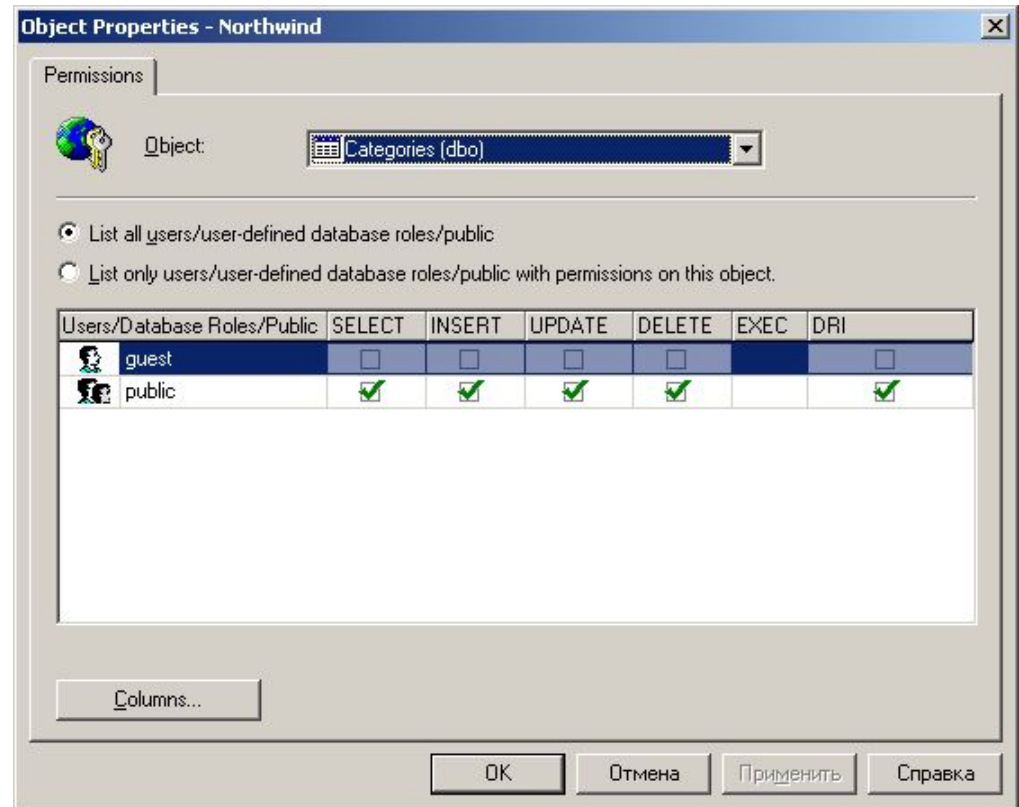 Object Properties - Northwind
Permissions
Object: Categories (dbo)
List all users/user-defined database roles/public
List only users/user-defined database roles/public with permissions on this object.
Users/Database Roles/Public SELECT INSERT UPDATE DELETE EXEC DRI
guest
public
Columns...
OK Отмена Применить Справка